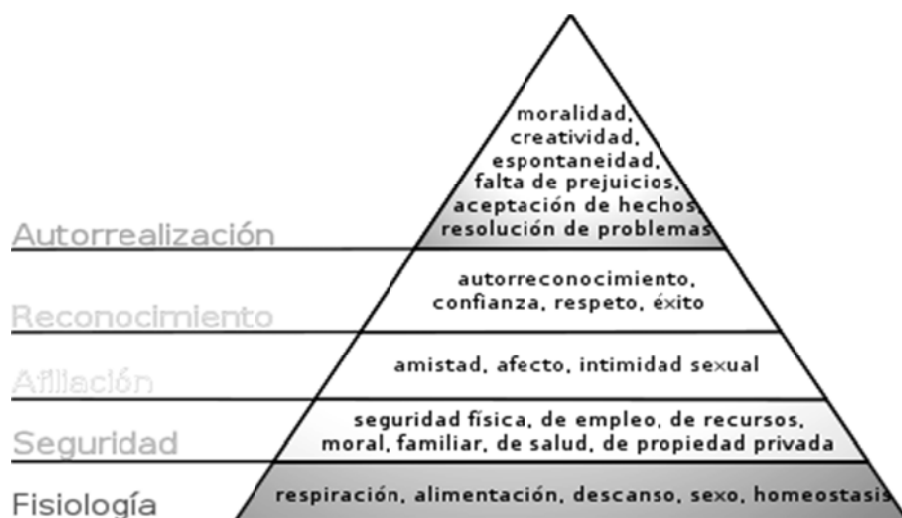 moralidad,
creatividad,
espontaneidad,
falta de prejuicios,
aceptación de hechos,
resolución de problemas
Autorrealización
autorreconocimiento,
confianza, respeto, éxito
Reconocimiento
amistad, afecto, intimidad sexual
Afiliación
seguridad física, de empleo, de recursos,
moral, familiar, de salud, de propiedad privada
Seguridad
respiración, alimentación, descanso, sexo, homeostasis
Fisiología